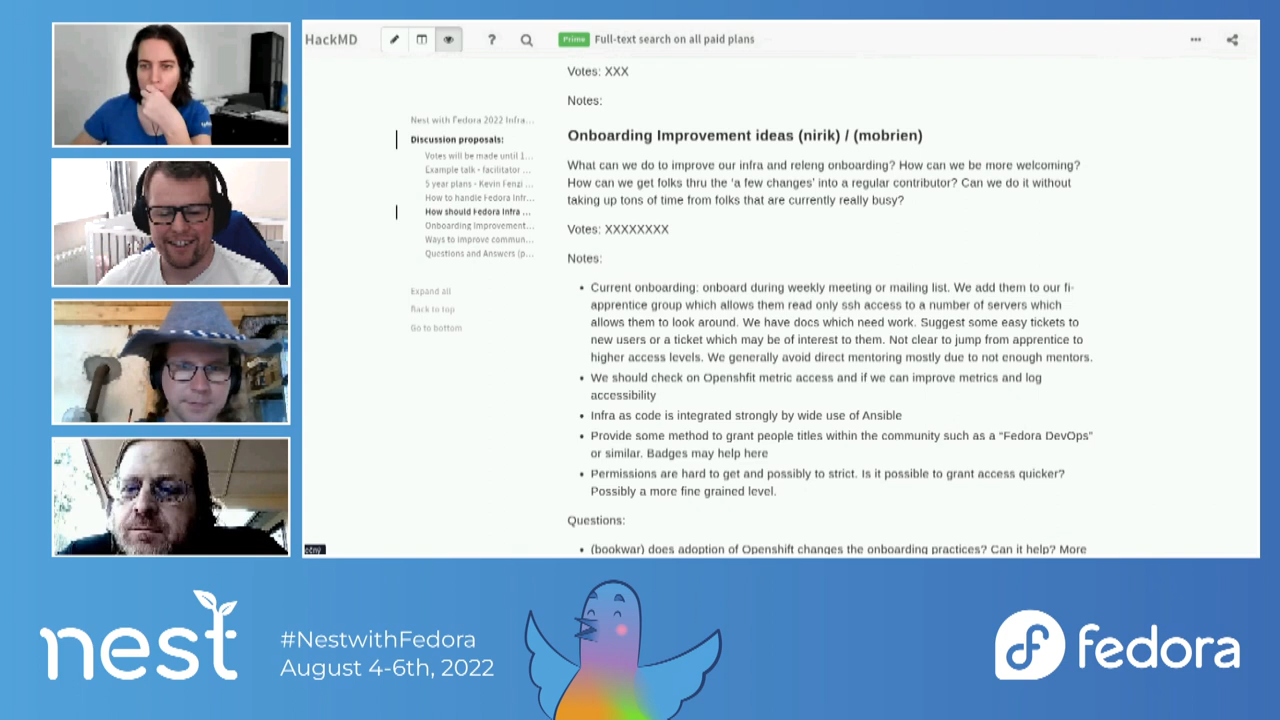 HackMD
?
Prime Full-text search on all paid plans
Votes: XXX
Notes:
Nest with Fedora 2022 Infra...
Discussion proposals:
Votes will be made until 1...
Example talk - facilitator ...
5 year plans - Kevin Fenzi ...
How to handle Fedora Infr...
How should Fedora Infra ...
Onboarding Improvement...
Ways to improve commun...
Questions and Answers (p...
Expand all
Back to top
Go to bottom
Onboarding Improvement ideas (nirik) / (mobrien)
What can we do to improve our infra and releng onboarding? How can we be more welcoming?
How can we get folks thru the ‘a few changes’ into a regular contributor? Can we do it without
taking up tons of time from folks that are currently really busy?
Votes: XXXXXXXX
Notes:
• Current onboarding: onboard during weekly meeting or mailing list. We add them to our fi-
apprentice group which allows them read only ssh access to a number of servers which
allows them to look around. We have docs which need work. Suggest some easy tickets to
new users or a ticket which may be of interest to them. Not clear to jump from apprentice to
higher access levels. We generally avoid direct mentoring mostly due to not enough mentors.
• We should check on Openshfit metric access and if we can improve metrics and log
accessibility
• Infra as code is integrated strongly by wide use of Ansible
• Provide some method to grant people titles within the community such as a "Fedora DevOps"
or similar. Badges may help here
• Permissions are hard to get and possibly to strict. Is it possible to grant access quicker?
Possibly a more fine grained level.
Questions:
• (bookwar) does adoption of Openshift changes the onboarding practices? Can it help? More
nest
#NestwithFedora
August 4-6th, 2022
fedora